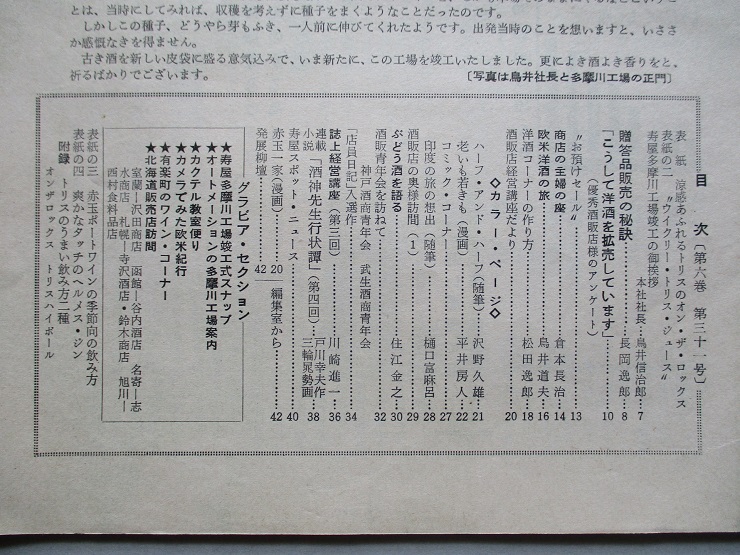 とは、当時にしてみれば、収穫を考えずに種子をまくようなことだったのです。
しかしこの種子、どうやら芽もふき、一人前に伸びてくれたようです。出発当時のことを想いますと、いささ
か感慨なきを得ません。
古き酒を新しい皮袋に盛る意気込みで、いま新たに、この工場を竣工いたしました。更によき酒よき香りをと、
祈るばかりでございます。
〔写真は鳥井社長と多摩川工場の正門〕
目次〔第六巻 第三十一号〕
表紙 涼感あふれるトリスのオン・ザ・ロックス
表紙の二 〝ウイクリー・トリス・ジュース〟
寿屋多摩川工場竣工の御挨拶
本社社長…鳥井信治郎…7
贈答品販売の秘訣……長岡逸郎…8
「こうして洋酒を拡売しています」……10
(優秀酒販店様のアンケート)
〝お預けセール〟……13
商店の主婦の座……倉本長治…14
欧米洋酒の旅……鳥井道夫…16
洋酒コーナーの作り方……松田逸郎…18
酒販店経営講座だより……20
◇カラー・ページ◇
ハーフ・アンド・ハーフ(随筆)…沢野久雄…21
老いも若きも(漫画)……平井房人…22
コミック・コーナー……27
印度の旅の想出(随筆)……樋口富麻呂…28
酒販店の奥様訪問(1)……29
ぶどう酒を語る……住江金之…30
酒販青年会を訪ねて……32
神戸酒商青年会 武生酒商青年会
「店員日記」入選作……34
誌上経営講座(第三回)……川崎進一…36
連載小説「酒神先生行状譚」(第四回)…戸川幸夫作 三輪晁勢画…38
寿屋スポット・ニュース……40
赤玉一家(漫画)…20 編集室から……42
発展柳壇……42
グラビア・セクション
★寿屋多摩川工場竣工式スナップ
★オートメーションの多摩川工場案内
★カクテル教室便り
★カメラでみた欧米紀行
★有楽町のワイン・コーナー
★北海道販売店訪問
室蘭—沢田商店 函館—谷内酒店 名寄—志
水商店 札幌—寺沢酒店・鈴木商店 旭川—
西村食料品店
表紙の三 赤玉ポートワインの季節向の飲み方
表紙の四 爽かなタッチのヘルメス・ジン
附録 トリスのうまい飲み方二種
オンザロックス トリスハイボール